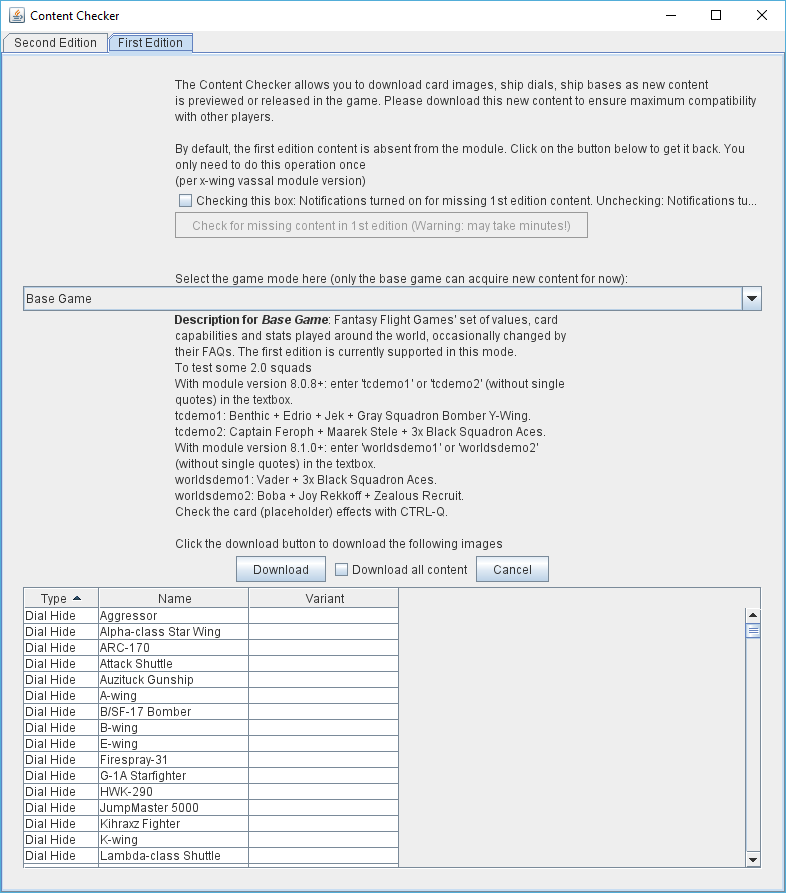 Content Checker
Second Edition
First Edition
The Content Checker allows you to download card images, ship dials, ship bases as new content
is previewed or released in the game. Please download this new content to ensure maximum compatibility
with other players.
By default, the first edition content is absent from the module. Click on the button below to get it back. You
only need to do this operation once
(per x-wing vassal module version)
Checking this box: Notifications turned on for missing 1st edition content. Unchecking: Notifications tu...
Check for missing content in 1st edition (Warning: may take minutes!)
Select the game mode here (only the base game can acquire new content for now):
Base Game
Description for Base Game: Fantasy Flight Games' set of values, card
capabilities and stats played around the world, occasionally changed by
their FAQs. The first edition is currently supported in this mode.
To test some 2.0 squads
With module version 8.0.8+: enter 'tcdemo1' or 'tcdemo2' (without single
quotes) in the textbox.
tcdemo1: Benthic + Edrio + Jek + Gray Squadron Bomber Y-Wing.
tcdemo2: Captain Feroph + Maarek Stele + 3x Black Squadron Aces.
With module version 8.1.0+: enter 'worldsdemo1' or 'worldsdemo2'
(without single quotes) in the textbox.
worldsdemo1: Vader + 3x Black Squadron Aces.
worldsdemo2: Boba + Joy Rekkoff + Zealous Recruit.
Check the card (placeholder) effects with CTRL-Q.
Click the download button to download the following images
Download
Download all content
Cancel
Type Name Variant
Dial Hide Aggressor
Dial Hide Alpha-class Star Wing
Dial Hide ARC-170
Dial Hide Attack Shuttle
Dial Hide Auzituck Gunship
Dial Hide A-wing
Dial Hide B/SF-17 Bomber
Dial Hide B-wing
Dial Hide E-wing
Dial Hide Firespray-31
Dial Hide G-1A Starfighter
Dial Hide HWK-290
Dial Hide JumpMaster 5000
Dial Hide Kihraxz Fighter
Dial Hide K-wing
Dial Hide Lambda-class Shuttle